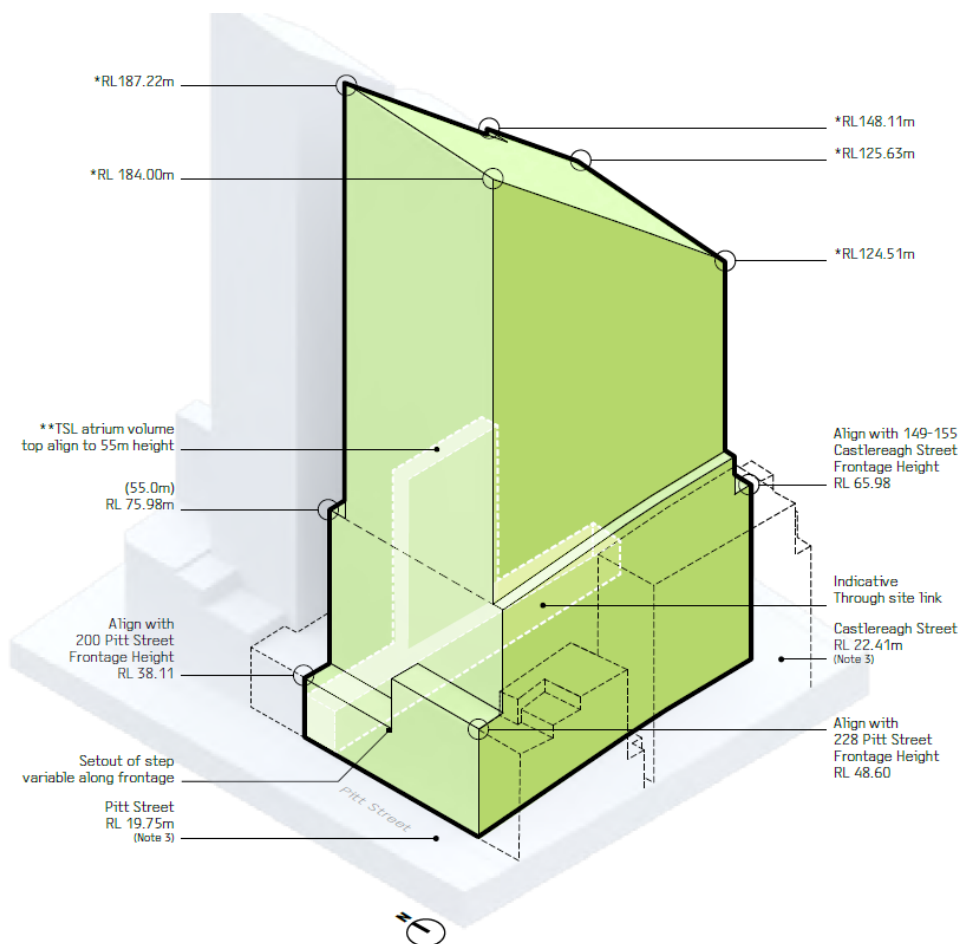 *RL187.22m
*RL 184.00m
**TSL atrium volume
top align to 55m height
(55.0m)
RL 75.98m
Align with
200 Pitt Street
Frontage Height
RL 38.11
Setout of step
variable along frontage
Pitt Street
RL 19.75m
(Note 3)
Pitt Street
N
*RL148.11m
*RL125.63m
*RL124.51m
Align with 149-155
Castlereagh Street
Frontage Height
RL 65.98
Indicative
Through site link
Castlereagh Street
RL 22.41m
(Note 3)
Align with
228 Pitt Street
Frontage Height
RL 48.60